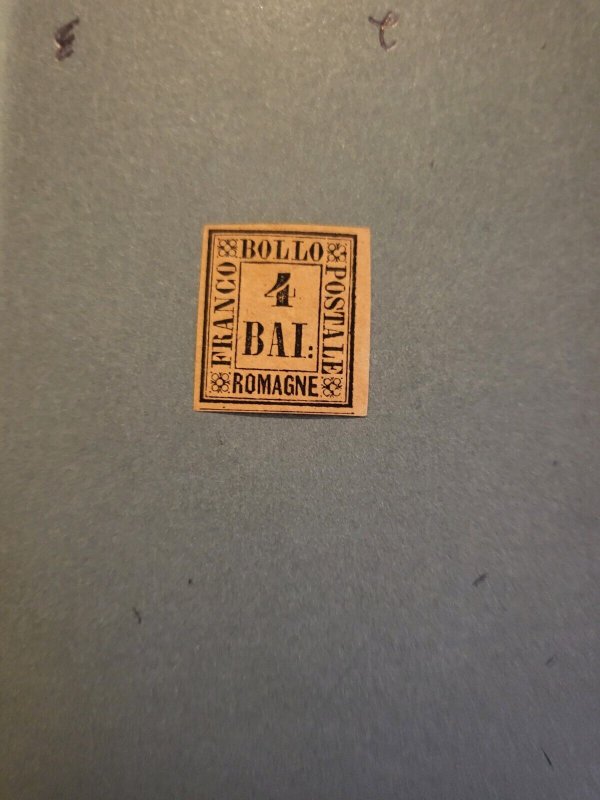 BOLLO
FRANCO
4
BAI:
POSTALE
ROMAGNE